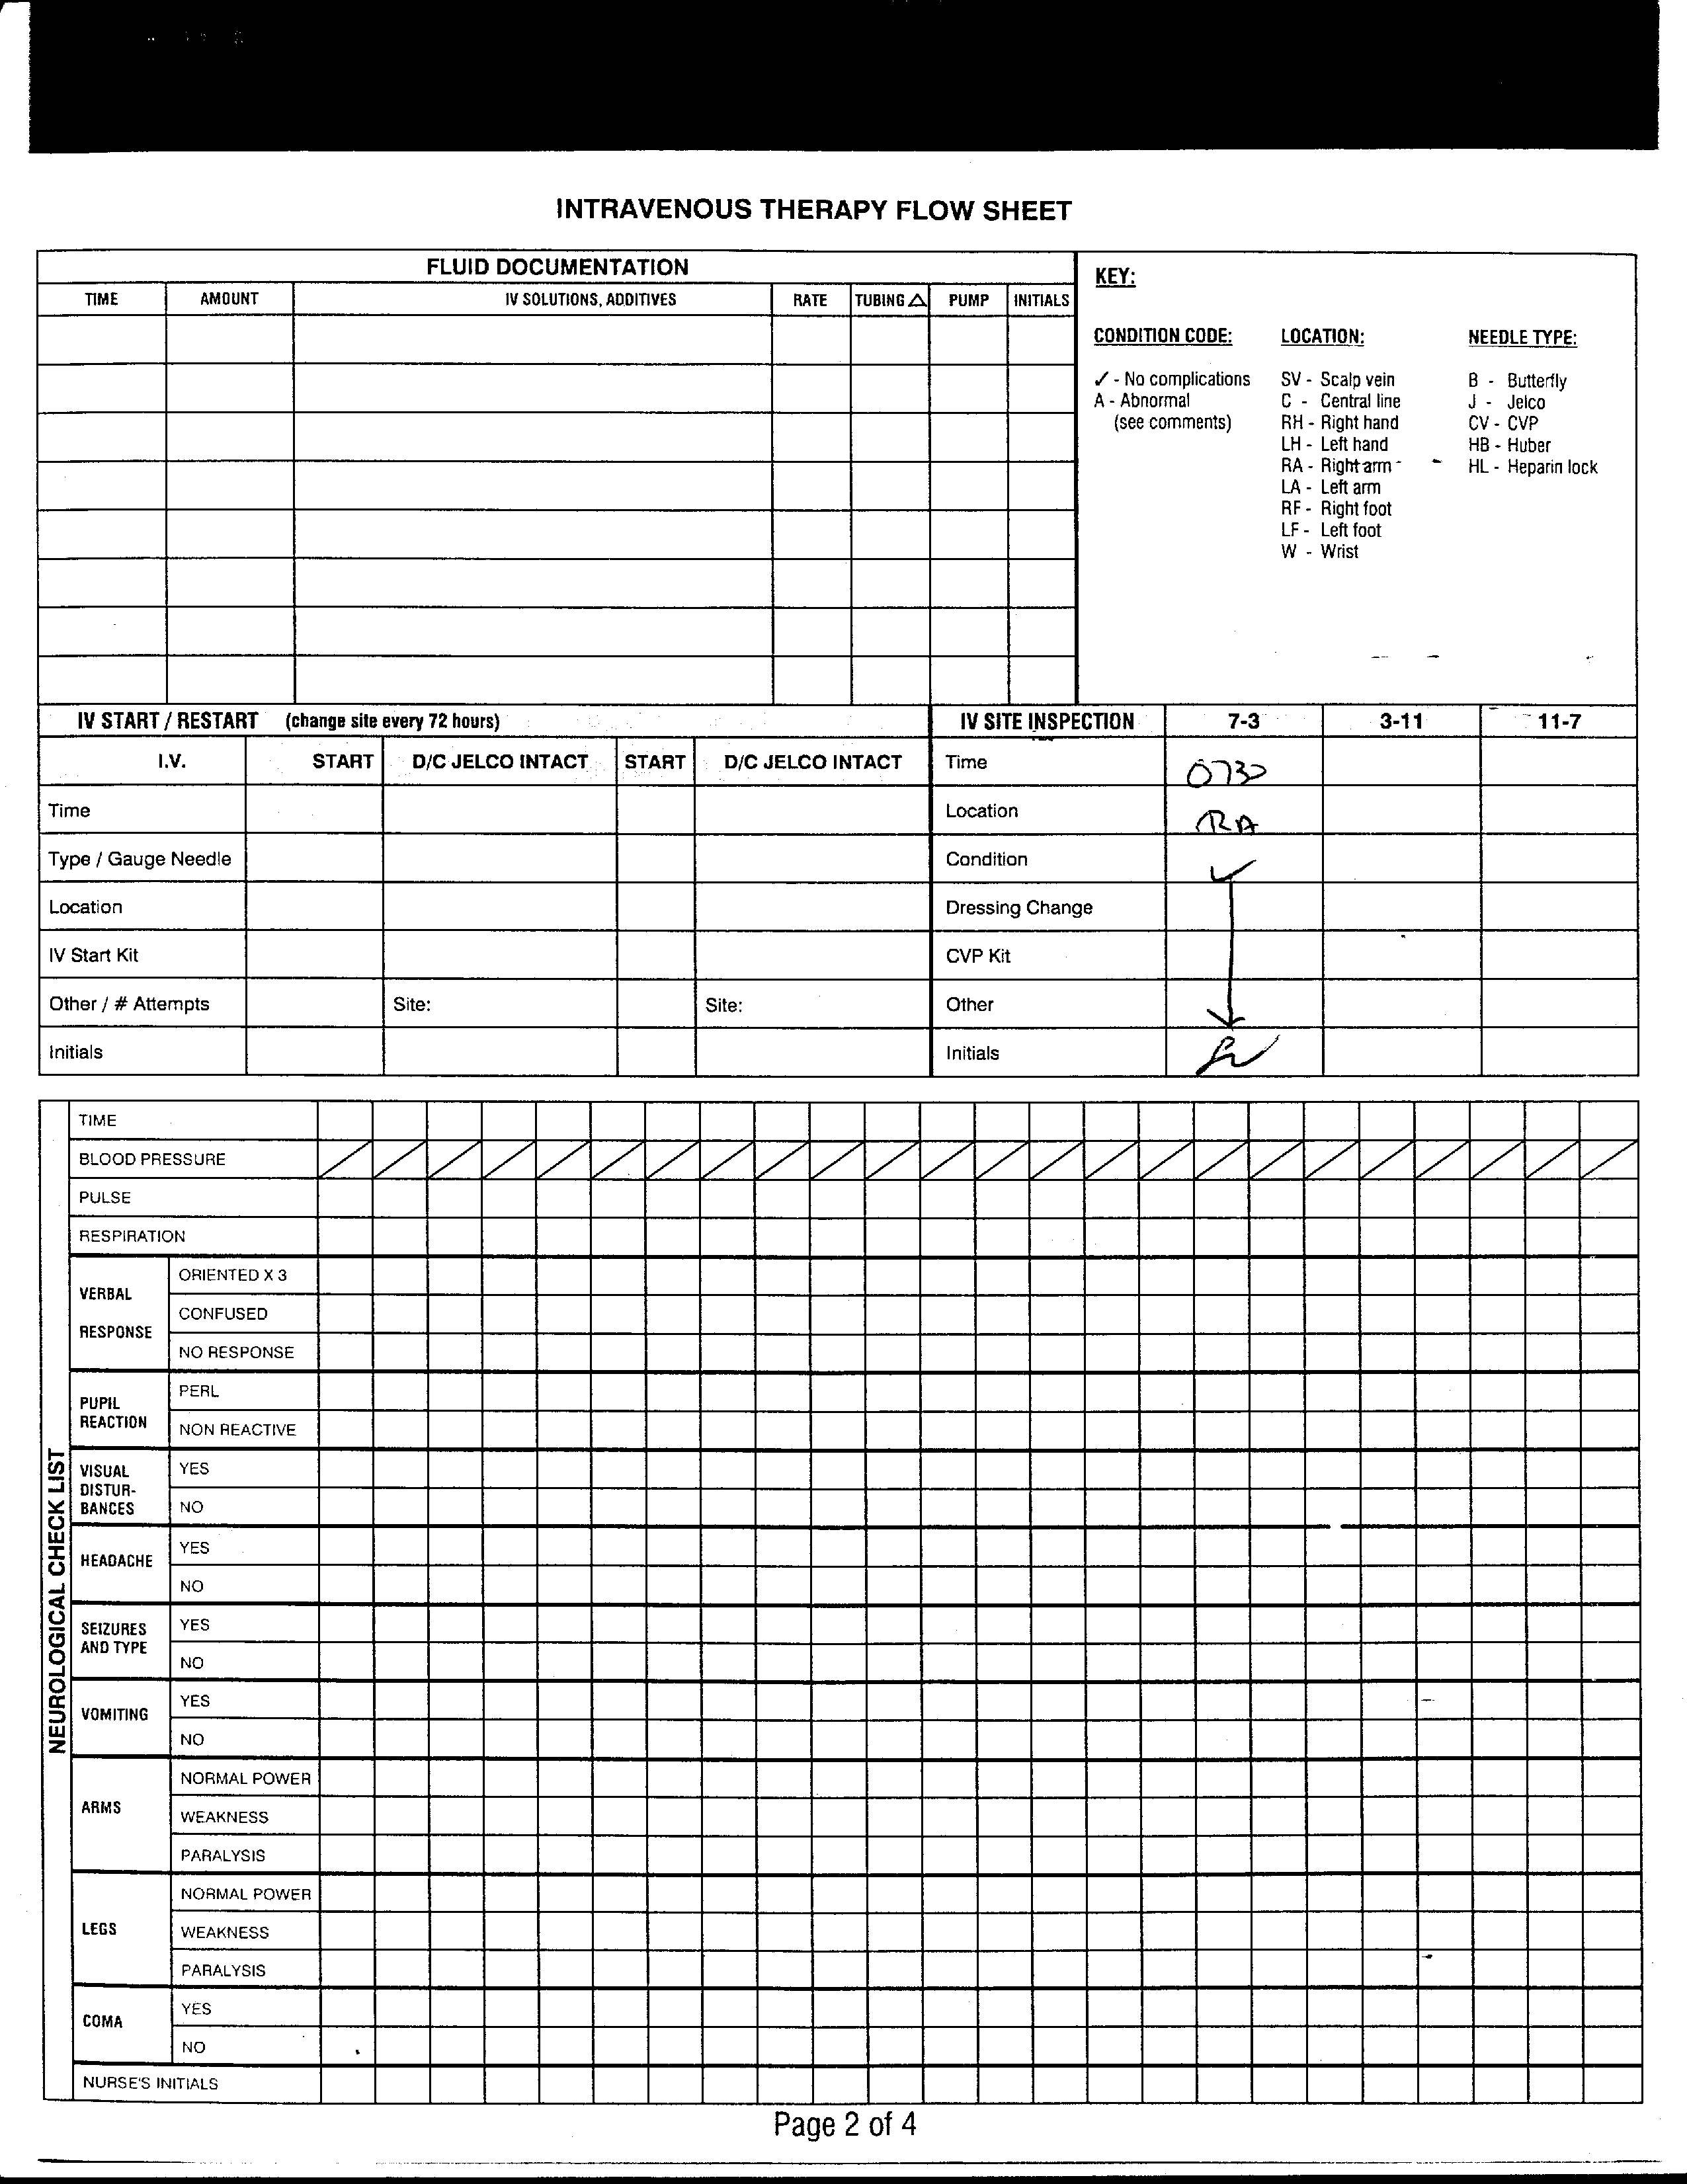 INTRAVENOUS THERAPY FLOW SHEET
FLUID DOCUMENTATION
TIME AMOUNT IV SOLUTIONS, ADDITIVES RATE TUBING △ PUMP INITIALS
KEY:
CONDITION CODE: LOCATION: NEEDLE TYPE:
✓ - No complications SV - Scalp vein B - Butterfly
A - Abnormal C - Central line J - Jelco
(see comments) RH - Right hand CV - CVP
LH - Left hand HB - Huber
RA - Right arm HL - Heparin lock
LA - Left arm
RF - Right foot
LF - Left foot
W - Wrist
IV START / RESTART (change site every 72 hours) IV SITE INSPECTION 7-3 3-11 11-7
I.V. START D/C JELCO INTACT START D/C JELCO INTACT Time 0730
Time Location RA
Type / Gauge Needle Condition ✓
Location Dressing Change
IV Start Kit CVP Kit
Other / # Attempts Site: Site: Other
Initials Initials
NEUROLOGICAL CHECK LIST
TIME
BLOOD PRESSURE
PULSE
RESPIRATION
VERBAL RESPONSE
ORIENTED X 3
CONFUSED
NO RESPONSE
PUPIL REACTION
PERL
NON REACTIVE
VISUAL DISTUR-
BANCES
YES
NO
HEADACHE
YES
NO
SEIZURES AND TYPE
YES
NO
VOMITING
YES
NO
ARMS
NORMAL POWER
WEAKNESS
PARALYSIS
LEGS
NORMAL POWER
WEAKNESS
PARALYSIS
COMA
YES
NO
NURSE'S INITIALS
Page 2 of 4